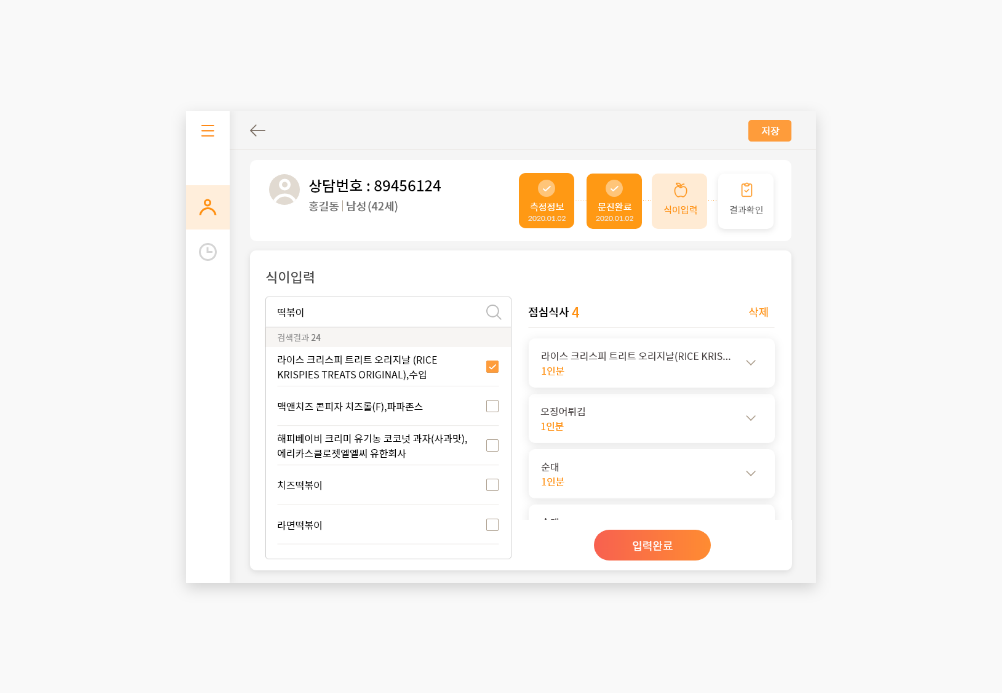 저장
상담번호 : 89456124
홍길동 | 남성 (42세)
측정정보
2020.01.02
문진완료
2020.01.02
식이입력
결과확인
식이입력
떡볶이
검색결과 24
라이스 크리스피 트리트 오리지날 (RICE
KRISPIES TREATS ORIGINAL),수입
맥앤치즈 콘피자 치즈롤(F),파파존스
해피베이비 크리미 유기농 코코넛 과자(사과맛),
에리카스클로젯엘엘씨 유한회사
치즈떡볶이
라면떡볶이
점심식사 4
삭제
라이스 크리스피 트리트 오리지날(RICE KRIS...
1인분
오징어튀김
1인분
순대
1인분
입력완료